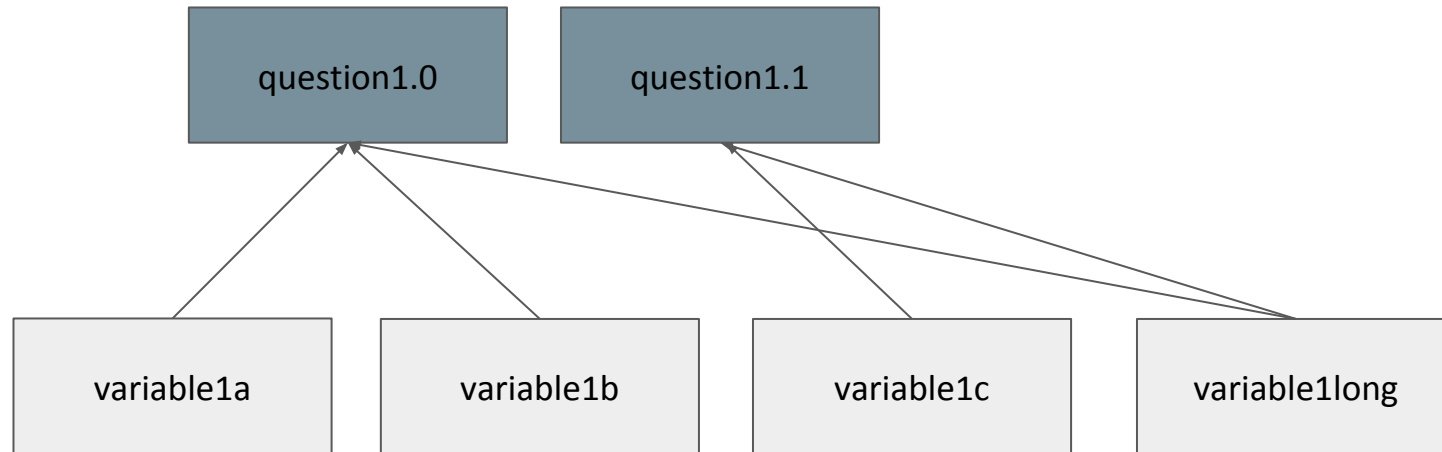 question1.0
question1.1
variable1a
variable1b
variable1c
variable1long